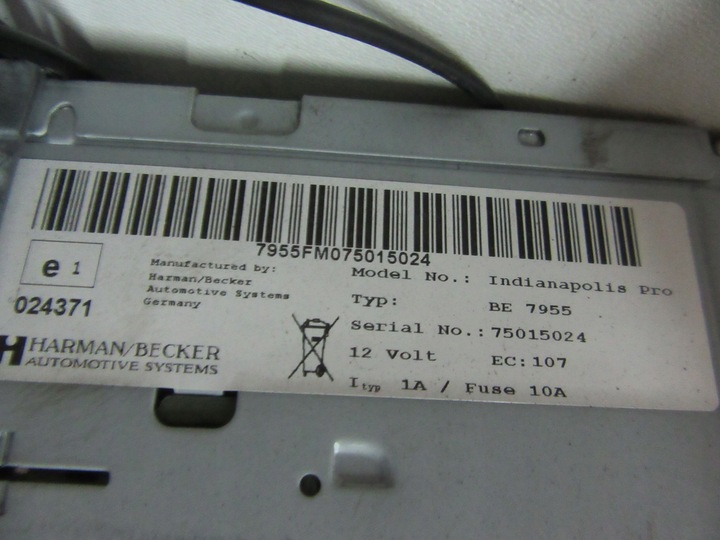 7955FM075015024
e 1
024371
Manufactured by:
Harman/Becker
Automotive Systems
Germany
HARMAN/BECKER
AUTOMOTIVE SYSTEMS
Model No.: Indianapolis Pro
Typ: BE 7955
Serial No.: 75015024
12 Volt EC: 107
Ityp 1A / Fuse 10A